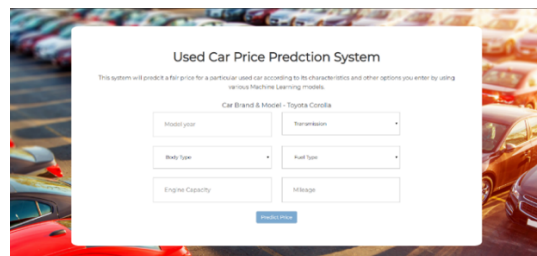 Used Car Price Predction System
This system will predcit a fair price for a particular used car according to its characteristics and other options you enter by using
various Machine Learning models.
Car Brand & Model - Toyota Corolla
Model year
Transmission
Body Type
Fuel Type
Engine Capacity
Mileage
Predict Price